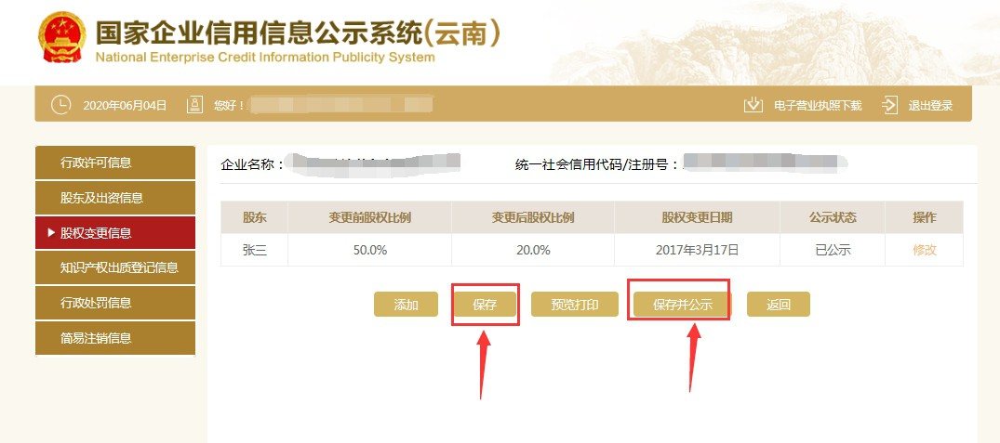 国家企业信用信息公示系统(云南)
National Enterprise Credit Information Publicity System
2020年06月04日 您好！ 电子营业执照下载 退出登录
行政许可信息
股东及出资信息
股权变更信息
知识产权出质登记信息
行政处罚信息
简易注销信息
企业名称： 统一社会信用代码/注册号：
股东 变更前股权比例 变更后股权比例 股权变更日期 公示状态 操作
张三 50.0% 20.0% 2017年3月17日 已公示 修改
添加 保存 预览打印 保存并公示 返回